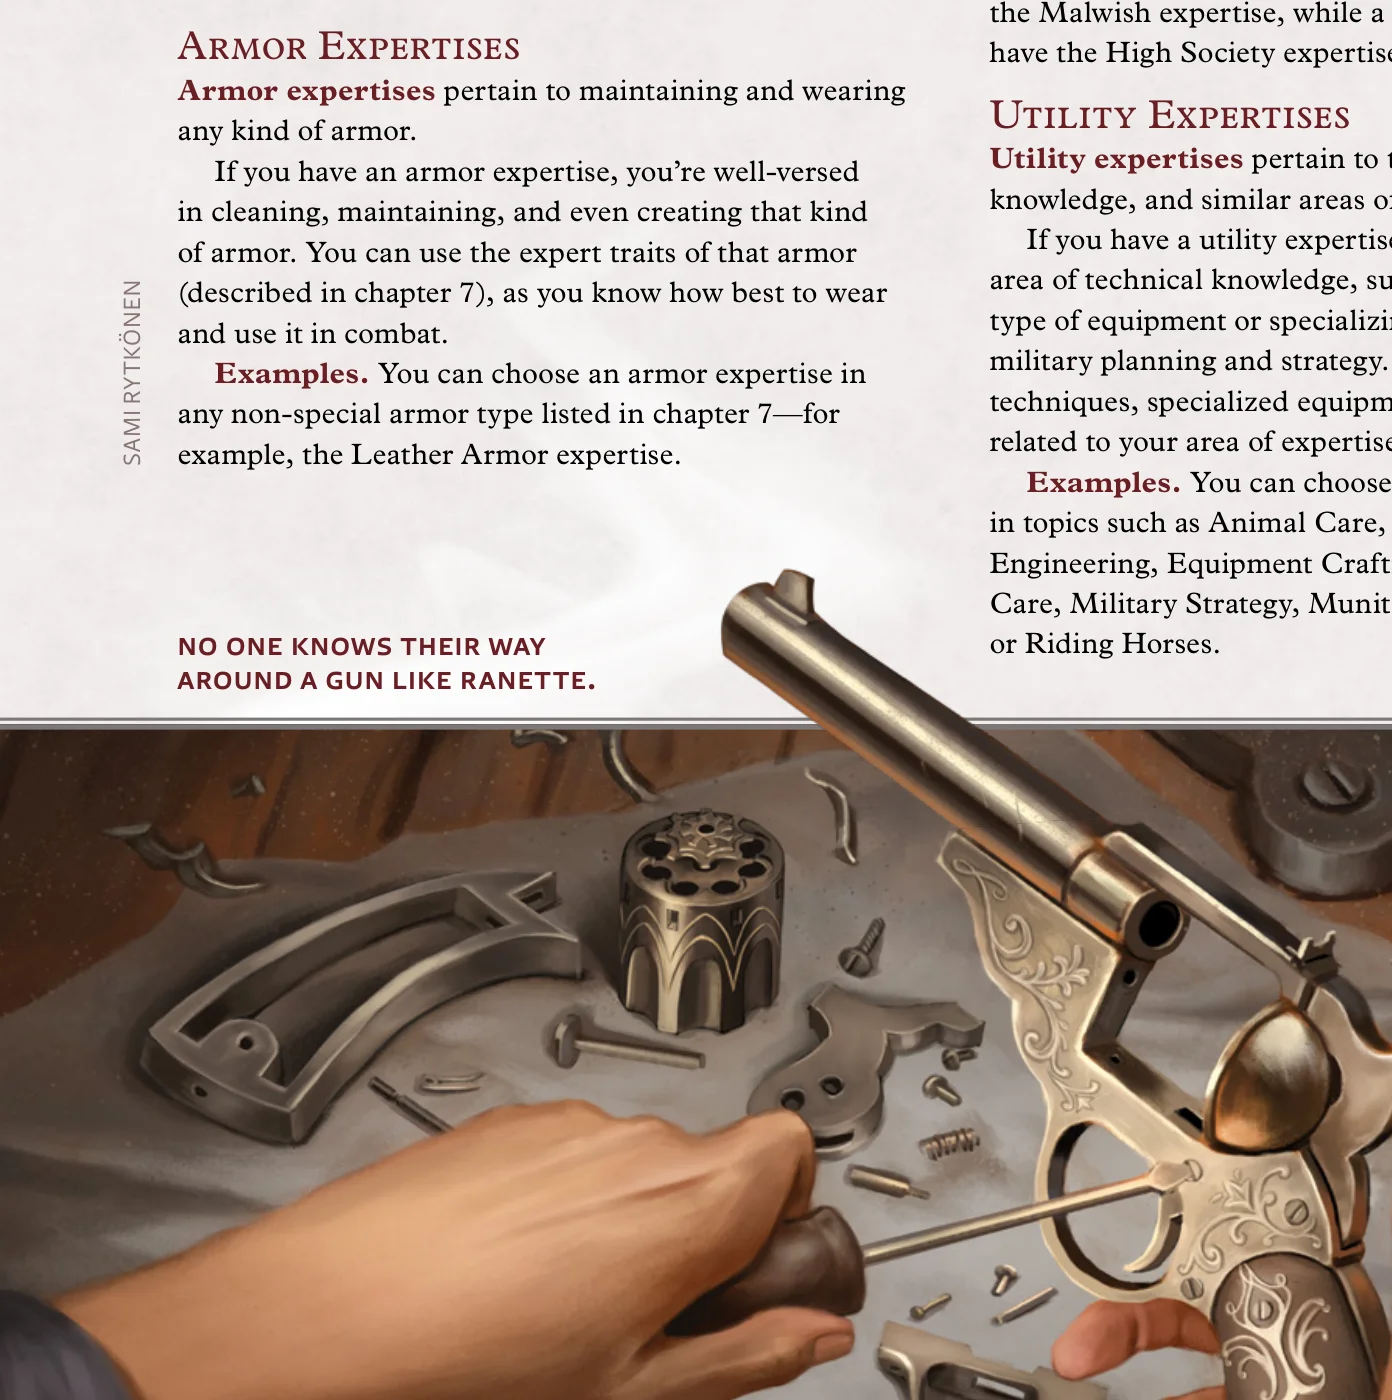 ARMOR EXPERTISES
Armor expertises pertain to maintaining and wearing
any kind of armor.
If you have an armor expertise, you’re well-versed
in cleaning, maintaining, and even creating that kind
of armor. You can use the expert traits of that armor
(described in chapter 7), as you know how best to wear
and use it in combat.
Examples. You can choose an armor expertise in
any non-special armor type listed in chapter 7—for
example, the Leather Armor expertise.
SAMI RYTKÖNEN
NO ONE KNOWS THEIR WAY
AROUND A GUN LIKE RANETTE.
the Malwish expertise, while a
have the High Society expertise
UTILITY EXPERTISES
Utility expertises pertain to
knowledge, and similar areas
If you have a utility expertise
area of technical knowledge,
type of equipment or
military planning and strategy.
techniques, specialized
related to your area of expertise
Examples. You can choose
in topics such as Animal Care,
Engineering, Equipment
Care, Military Strategy,
or Riding Horses.